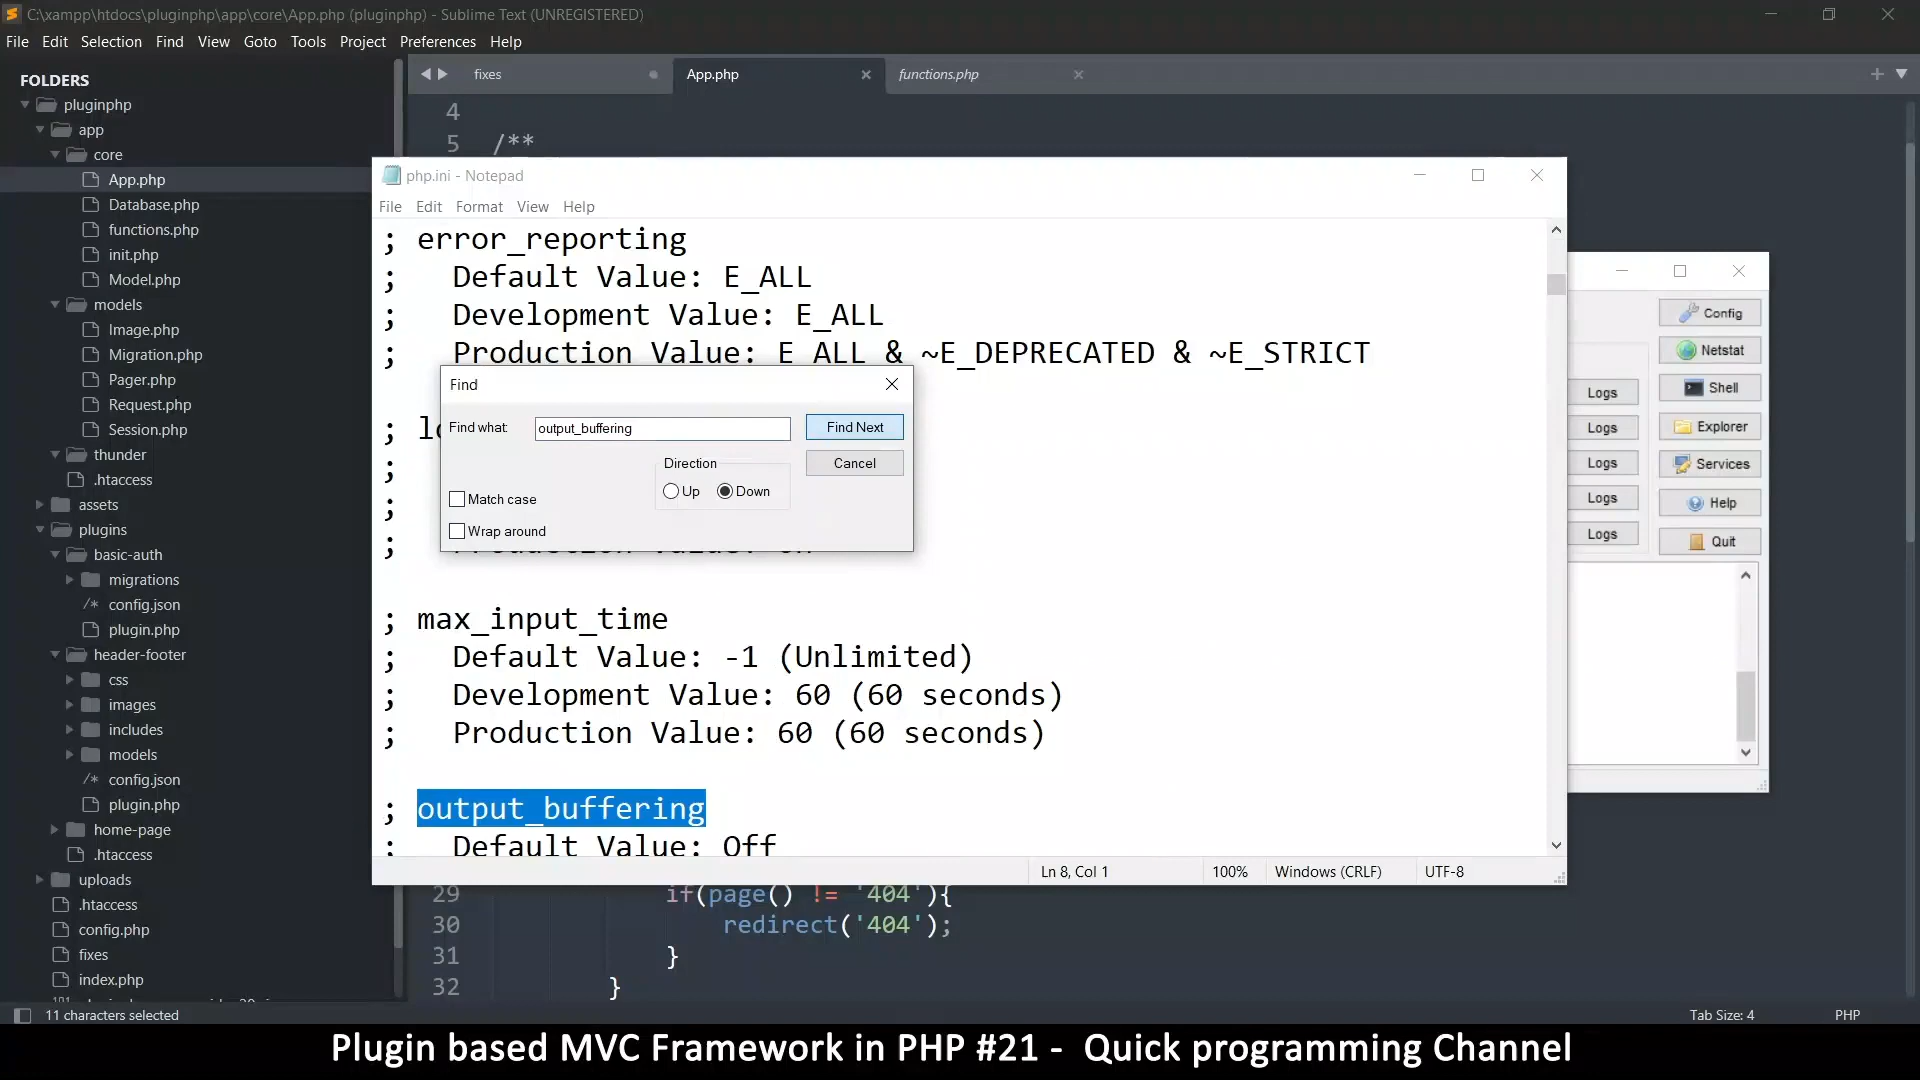 C:\xampp\htdocs\pluginphp\app\core\App.php (pluginphp) - Sublime Text (UNREGISTERED)
File Edit Selection Find View Goto Tools Project Preferences Help
FOLDERS
pluginphp
app
core
App.php
Database.php
functions.php
init.php
Model.php
models
Image.php
Migration.php
Pager.php
Request.php
Session.php
thunder
.htaccess
assets
plugins
basic-auth
migrations
/* config.json
plugin.php
header-footer
css
images
includes
models
/* config.json
plugin.php
home-page
.htaccess
uploads
.htaccess
config.php
fixes
index.php
fixes App.php functions.php
4
5 /**
php.ini - Notepad
File Edit Format View Help
; error_reporting
; Default Value: E_ALL
; Development Value: E_ALL
; Production Value: E_ALL & ~E_DEPRECATED & ~E_STRICT
;
;
;
;
Find
Find what: output_buffering
Find Next
Cancel
Direction
Up Down
Match case
Wrap around
; max_input_time
; Default Value: -1 (Unlimited)
; Development Value: 60 (60 seconds)
; Production Value: 60 (60 seconds)
; output_buffering
; Default Value: Off
Ln 8, Col 1 100% Windows (CRLF) UTF-8
Config
Netstat
Logs Shell
Logs Explorer
Logs Services
Logs Help
Logs Quit
29 if(page() != '404'){
30 redirect('404');
31 }
32 }
11 characters selected Tab Size: 4 PHP
Plugin based MVC Framework in PHP #21 - Quick programming Channel